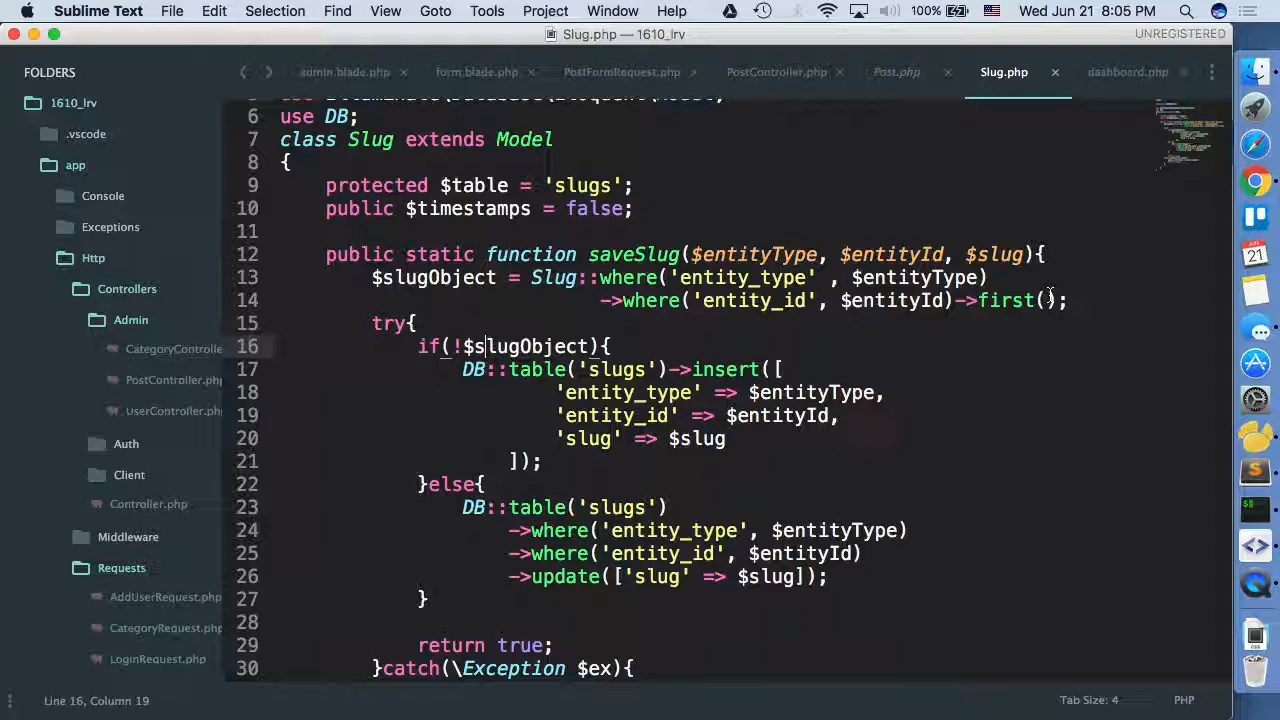 Sublime Text File Edit Selection Find View Goto Tools Project Window Help 100% Wed Jun 21 8:05 PM
Slug.php — 1610_lrv UNREGISTERED
FOLDERS
1610_lrv
.vscode
app
Console
Exceptions
Http
Controllers
Admin
CategoryControlle
PostController.php
UserController.php
Auth
Client
Controller.php
Middleware
Requests
AddUserRequest.php
CategoryRequest.php
LoginRequest.php
admin.blade.php × form.blade.php × PostFormRequest.php × PostController.php × Post.php × Slug.php × dashboard.php
6 use DB;
7 class Slug extends Model
8 {
9 protected $table = 'slugs';
10 public $timestamps = false;
11
12 public static function saveSlug($entityType, $entityId, $slug){
13 $slugObject = Slug::where('entity_type' , $entityType)
14 ->where('entity_id', $entityId)->first();
15 try{
16 if(!$slugObject){
17 DB::table('slugs')->insert([
18 'entity_type' => $entityType,
19 'entity_id' => $entityId,
20 'slug' => $slug
21 ]);
22 }else{
23 DB::table('slugs')
24 ->where('entity_type', $entityType)
25 ->where('entity_id', $entityId)
26 ->update(['slug' => $slug]);
27 }
28
29 return true;
30 }catch(\Exception $ex){
Line 16, Column 19 Tab Size: 4 PHP